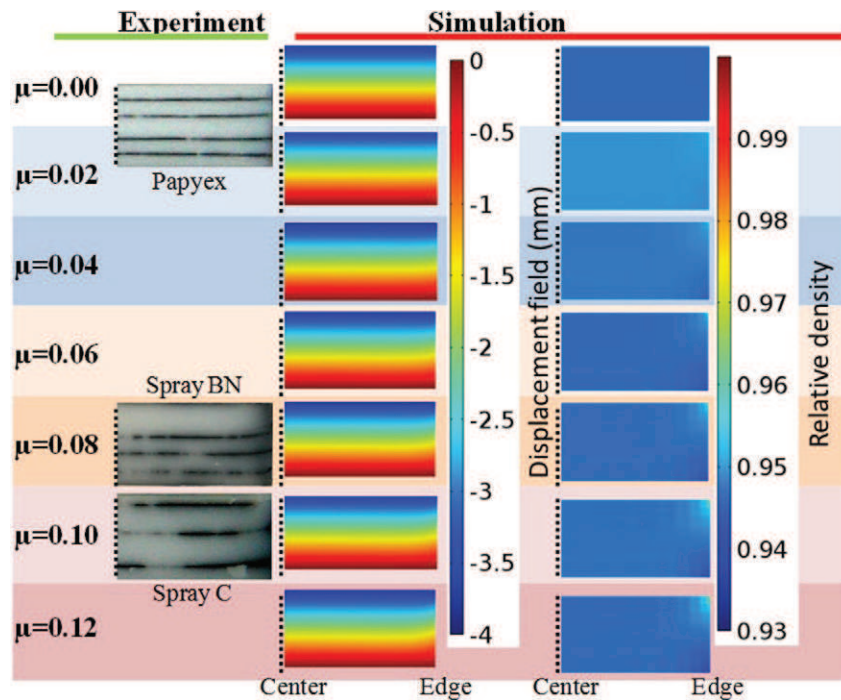 Experiment
Simulation
μ=0.00
Papyex
μ=0.02
μ=0.04
μ=0.06
Spray BN
μ=0.08
μ=0.10
Spray C
μ=0.12
Center
Edge
0
-0.5
-1
-1.5
-2
-2.5
-3
-3.5
-4
Displacement field (mm)
Center
Edge
0.99
0.98
0.97
0.96
0.95
0.94
0.93
Relative density